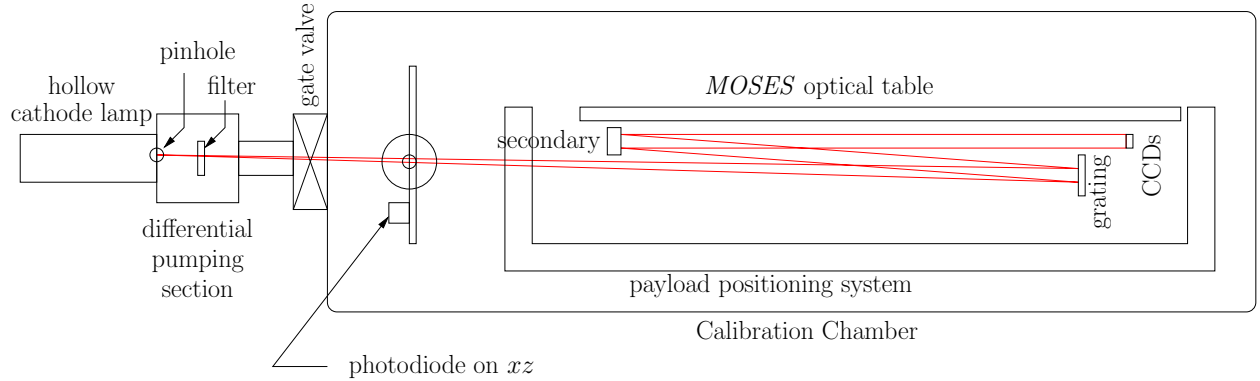 pinhole
hollow
cathode lamp
filter
gate valve
MOSES optical table
secondary
CCDs
grating
differential
pumping
section
payload positioning system
Calibration Chamber
photodiode on xz